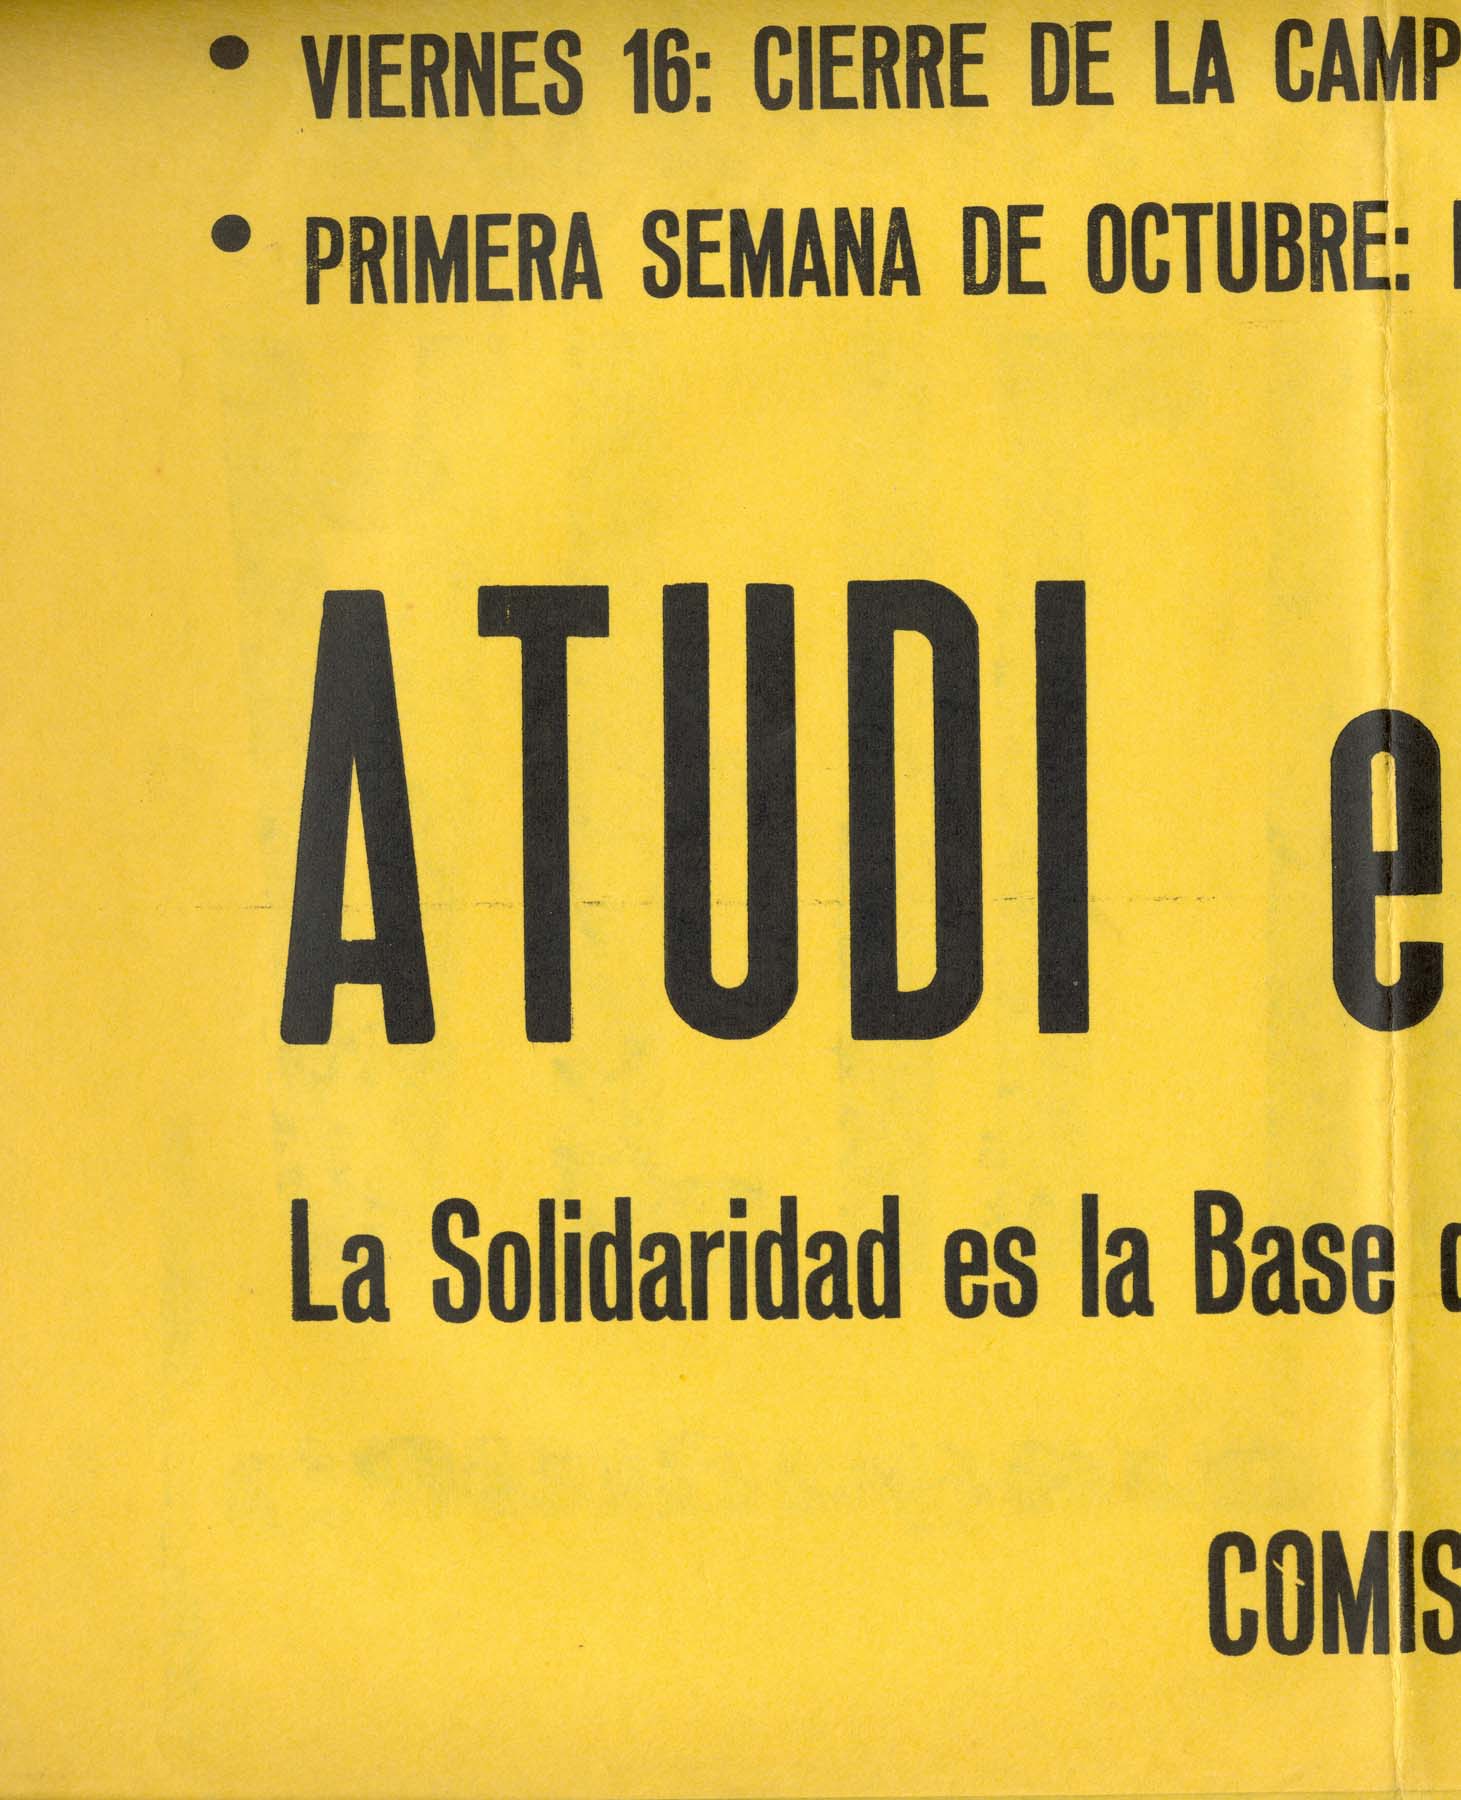 • VIERNES 16: CIERRE DE LA CAMP
• PRIMERA SEMANA DE OCTUBRE:
ATUDI e
La Solidaridad es la Base
COMIS